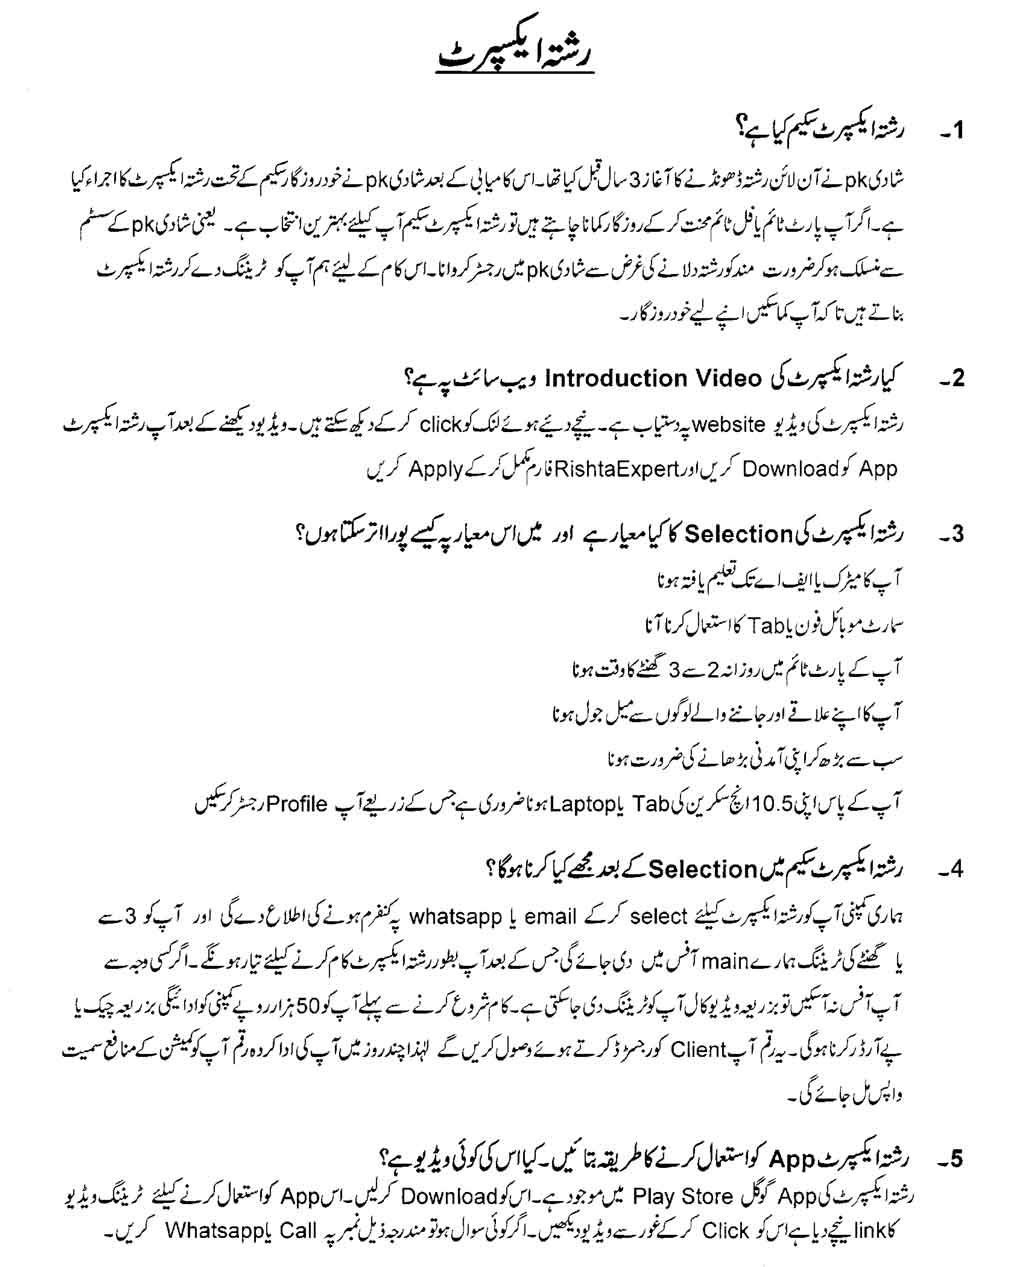 رشتہ ایکسپرٹ
1۔ رشتہ ایکسپرٹ سکیم کیا ہے؟
شادی pk نے آن لائن رشتہ ڈھونڈنے کا آغاز 3 سال قبل کیا تھا۔ اس کامیابی کے بعد شادی pk نے خود روزگار سکیم کے تحت رشتہ ایکسپرٹ کا اجراء کیا
ہے۔ اگر آپ پارٹ ٹائم یا فل ٹائم محنت کر کے روزگار کمانا چاہتے ہیں تو رشتہ ایکسپرٹ سکیم آپ کیلئے بہترین انتخاب ہے۔ یعنی شادی pk کے سسٹم
سے منسلک ہو کر ضرورت مند کو رشتہ دلانے کی غرض سے شادی pk میں رجسٹر کروانا۔ اس کام کے لیئے ہم آپ کو ٹریننگ دے کر رشتہ ایکسپرٹ
بناتے ہیں تا کہ آپ کما سکیں اپنے لیے خود روزگار۔
2۔ کیا رشتہ ایکسپرٹ کی Introduction Video ویب سائٹ پہ ہے؟
رشتہ ایکسپرٹ کی ویڈیو website پہ دستیاب ہے۔ نیچے دئیے ہوئے لنک کو click کر کے دیکھ سکتے ہیں۔ ویڈیو دیکھنے کے بعد آپ رشتہ ایکسپرٹ
App کو Download کریں اور RishtaExpert فارم مکمل کر کے Apply کریں
3۔ رشتہ ایکسپرٹ کی Selection کا کیا معیار ہے اور میں اس معیار پہ کیسے پورا اتر سکتا ہوں؟
آپ کا میٹرک یا ایف اے تک تعلیم یافتہ ہونا
سمارٹ موبائل فون یا Tab کا استعمال کرنا آنا
آپ کے پارٹ ٹائم میں روزانہ 2 سے 3 گھنٹے کا وقت ہونا
آپ کا اپنے علاقے اور جاننے والے لوگوں سے میل جول ہونا
سب سے بڑھ کر اپنی آمدنی بڑھانے کی ضرورت ہونا
آپ کے پاس اپنی 10.5 انچ سکرین کی Tab یا Laptop ہونا ضروری ہے جس کے زریعے آپ Profile رجسٹر کر سکیں
4۔ رشتہ ایکسپرٹ سکیم میں Selection کے بعد مجھے کیا کرنا ہوگا؟
ہماری کمپنی آپ کو رشتہ ایکسپرٹ کیلئے select کر کے email یا whatsapp پہ کنفرم ہونے کی اطلاع دے گی اور آپ کو 3 سے
یا گھنٹے کی ٹریننگ ہمارے main آفس میں دی جائے گی جس کے بعد آپ بطور رشتہ ایکسپرٹ کام کرنے کیلئے تیار ہونگے۔ اگر کسی وجہ سے
آپ آفس نہ آسکیں تو بزریعہ ویڈیو کال آپ کو ٹریننگ دی جاسکتی ہے۔ کام شروع کرنے سے پہلے آپ کو 50 ہزار روپے کمپنی کو ادائیگی بزریعہ چیک یا
پے آرڈر کرنا ہوگی۔ یہ رقم آپ Client کو رجسڑڈ کرتے ہوئے وصول کریں گے لہٰذا چند روز میں آپ کی ادا کردہ رقم آپ کو کمیشن کے منافع سمیت
واپس مل جائے گی۔
5۔ رشتہ ایکسپرٹ App کو استعمال کرنے کا طریقہ بتائیں۔ کیا اس کی کوئی ویڈیو ہے؟
رشتہ ایکسپرٹ کی App گوگل Play Store میں موجود ہے۔ اس کو Download کرلیں۔ اس App کو استعمال کرنے کیلئے ٹریننگ ویڈیو
کا link نیچے دیا ہے اس کو Click کر کے غور سے ویڈیو دیکھیں۔ اگر کوئی سوال ہو تو مندرجہ ذیل نمبر پہ Call یا Whatsapp کریں۔